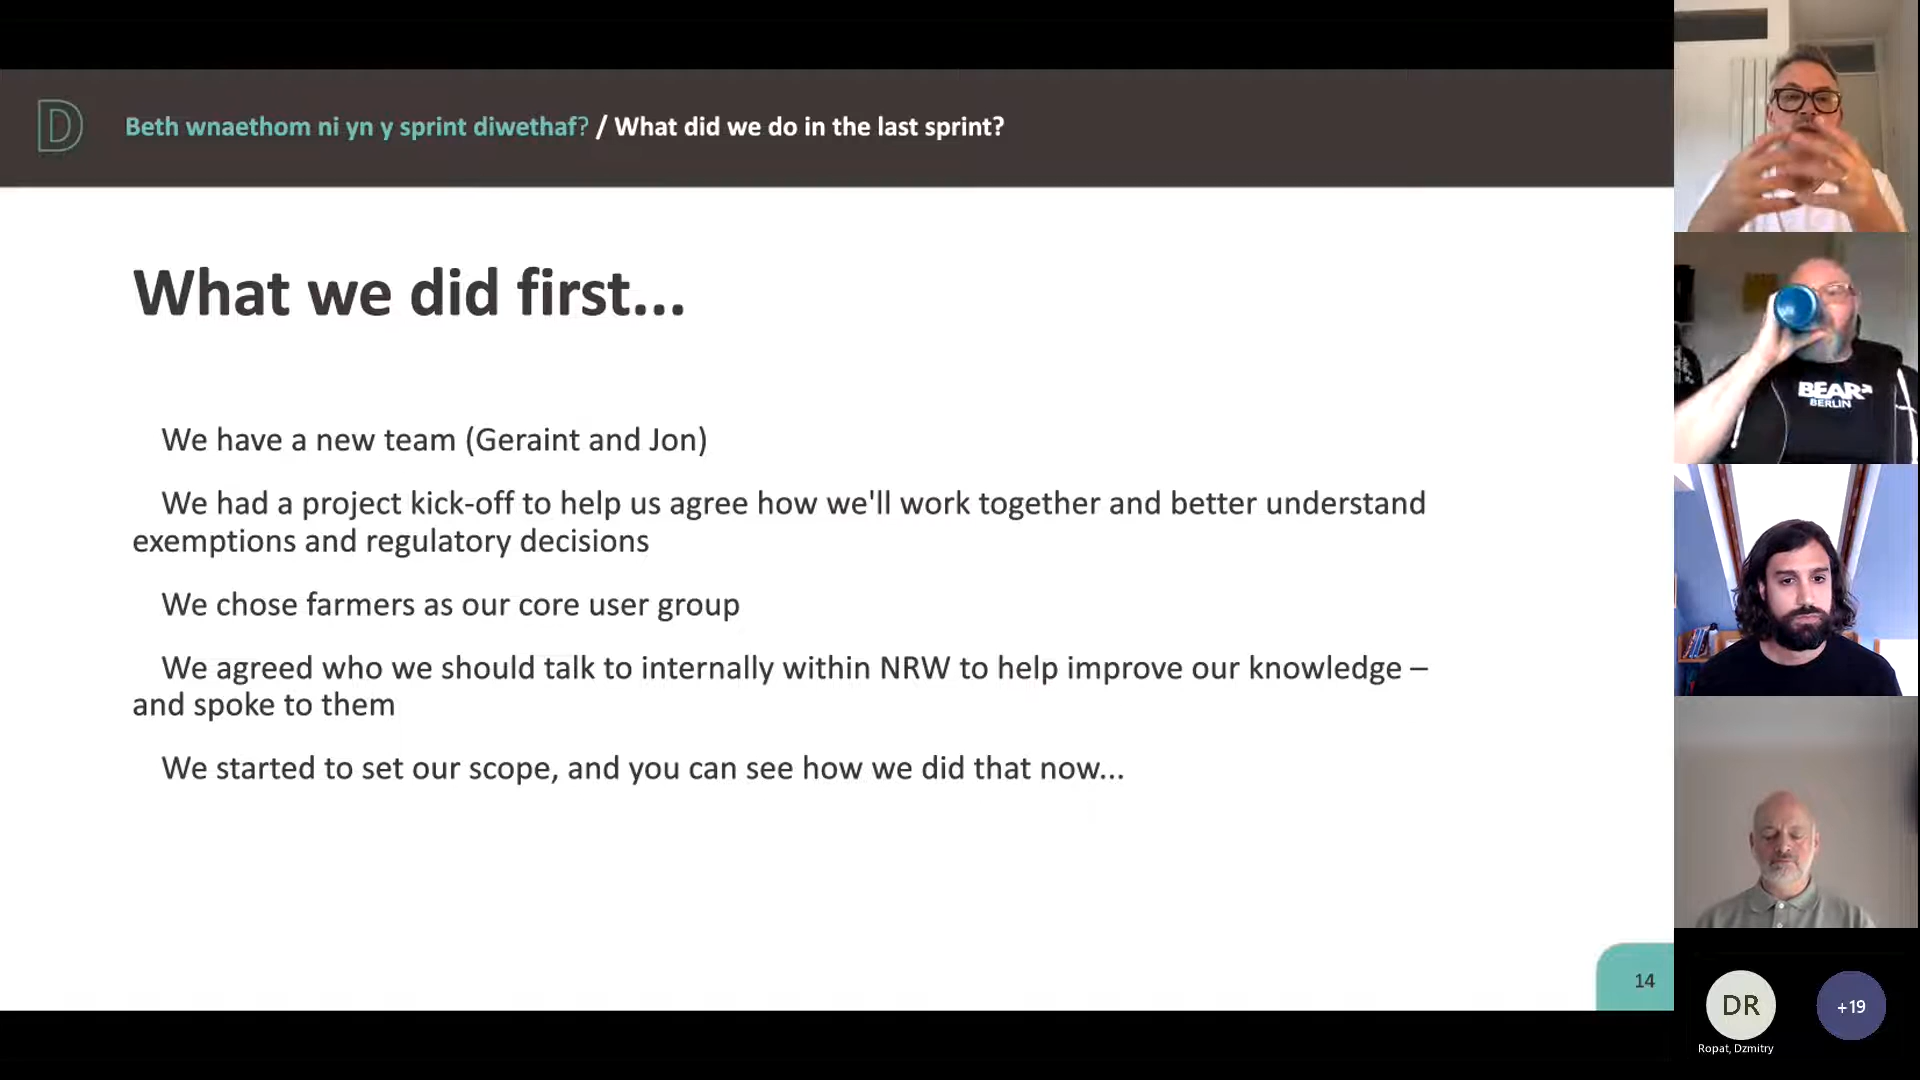 D
Beth wnaethom ni yn y sprint diwethaf? / What did we do in the last sprint?
What we did first...
We have a new team (Geraint and Jon)
We had a project kick-off to help us agree how we'll work together and better understand
exemptions and regulatory decisions
We chose farmers as our core user group
We agreed who we should talk to internally within NRW to help improve our knowledge –
and spoke to them
We started to set our scope, and you can see how we did that now...
14
BEAR
BERLIN
DR
+19
Ropat, Dzmitry